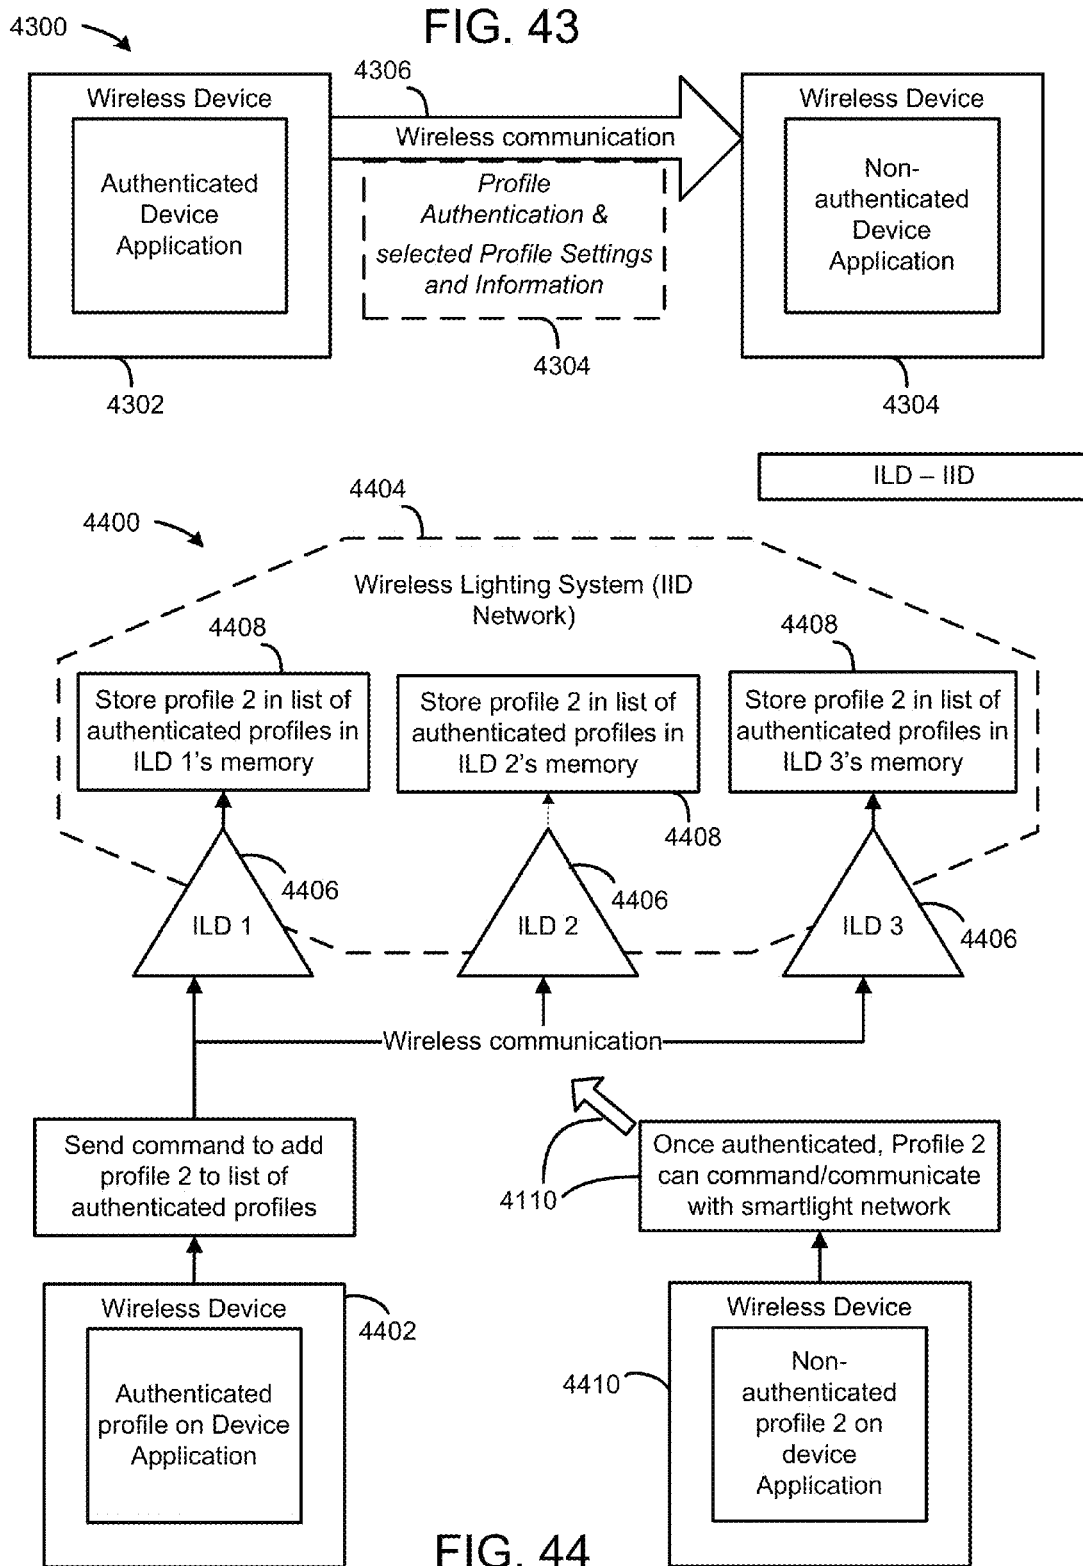 FIG. 43
4300
4306
Wireless Device
Wireless communication
Wireless Device
Authenticated
Device
Application
Profile
Authentication &
selected Profile Settings
and Information
Non-
authenticated
Device
Application
4304
4302
4304
ILD – IID
4404
4400
Wireless Lighting System (IID
Network)
4408
4408
Store profile 2 in list of
authenticated profiles in
ILD 1's memory
Store profile 2 in list of
authenticated profiles in
ILD 2's memory
Store profile 2 in list of
authenticated profiles in
ILD 3's memory
4408
4406
4406
4406
ILD 1
ILD 2
ILD 3
Wireless communication
Send command to add
profile 2 to list of
authenticated profiles
4110
Once authenticated, Profile 2
can command/communicate
with smartlight network
Wireless Device
4402
Authenticated
profile on Device
Application
Wireless Device
4410
Non-
authenticated
profile 2 on
device
Application
FIG. 44